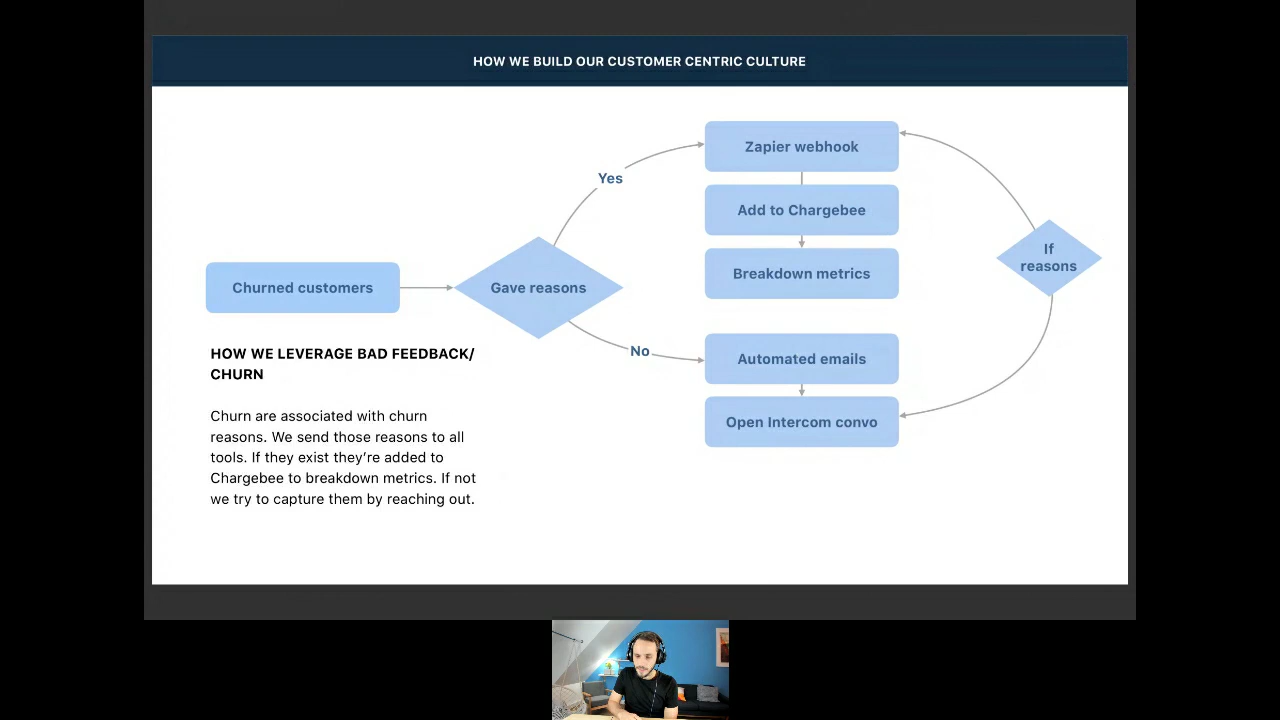 HOW WE BUILD OUR CUSTOMER CENTRIC CULTURE
Zapier webhook
Yes
Add to Chargebee
If
reasons
Breakdown metrics
Churned customers
Gave reasons
No
Automated emails
Open Intercom convo
HOW WE LEVERAGE BAD FEEDBACK/
CHURN
Churn are associated with churn
reasons. We send those reasons to all
tools. If they exist they’re added to
Chargebee to breakdown metrics. If not
we try to capture them by reaching out.